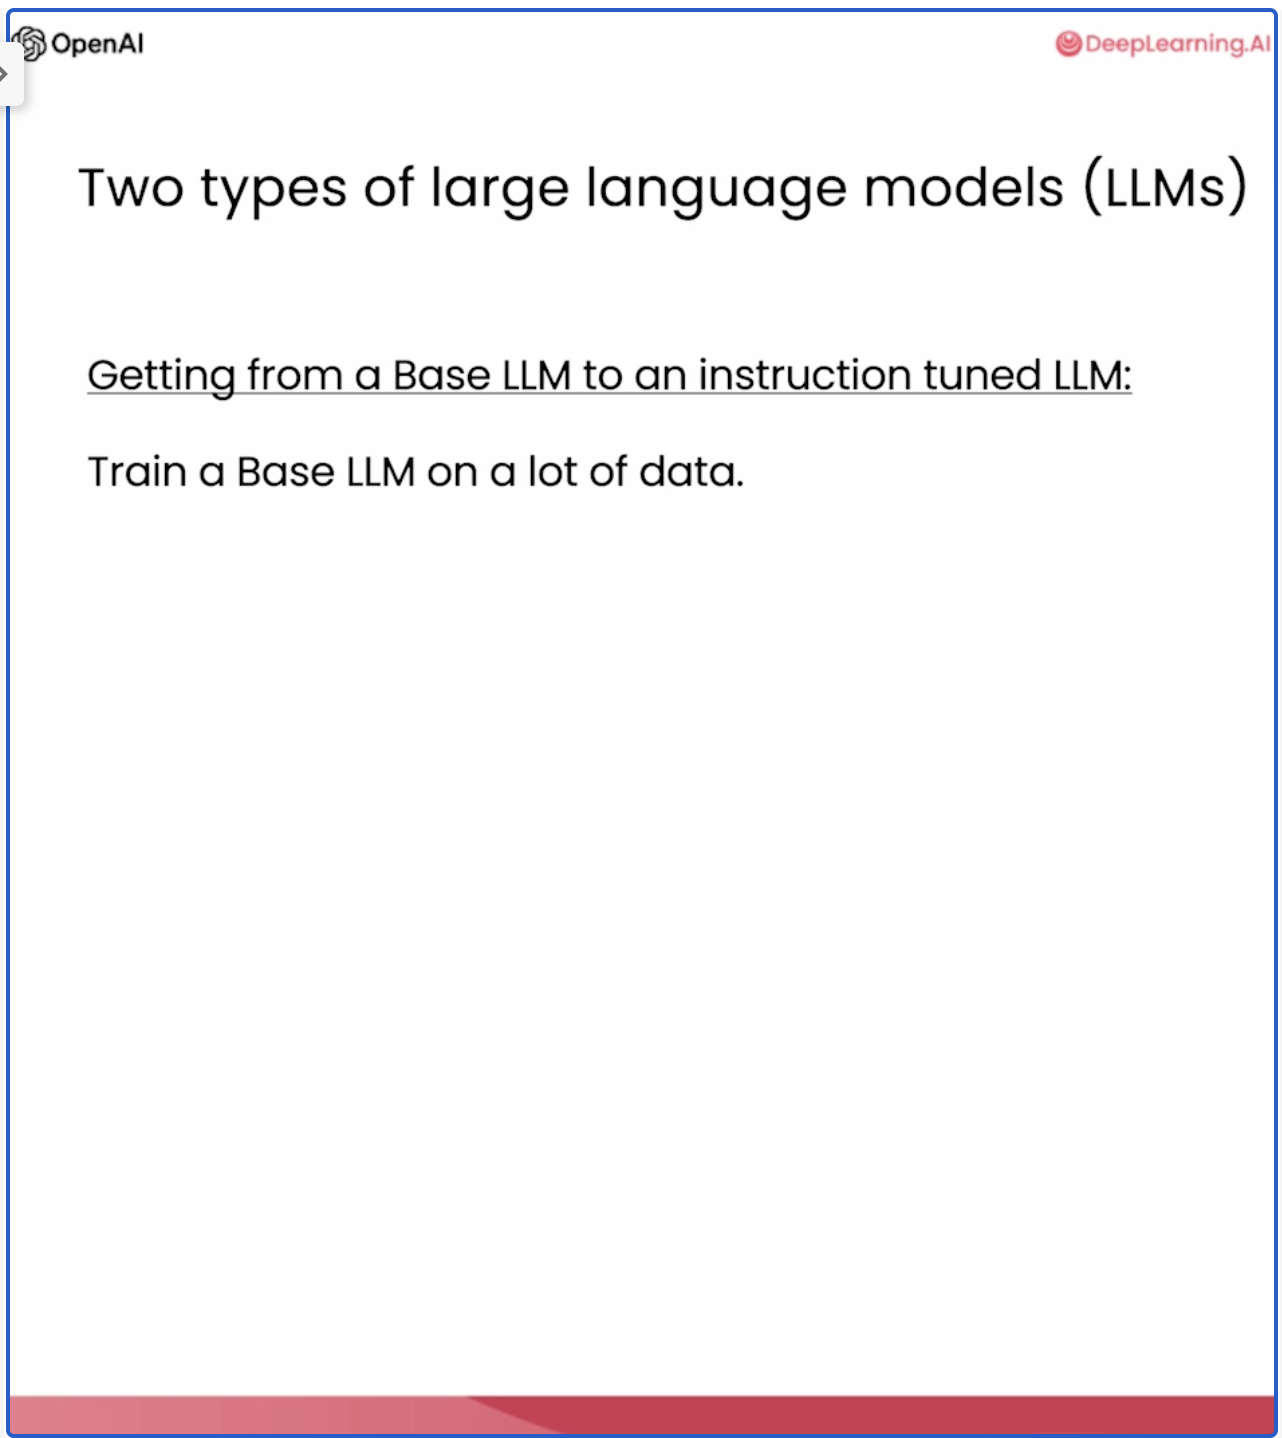 OpenAI
DeepLearning.AI
Two types of large language models (LLMs)
Getting from a Base LLM to an instruction tuned LLM:
Train a Base LLM on a lot of data.